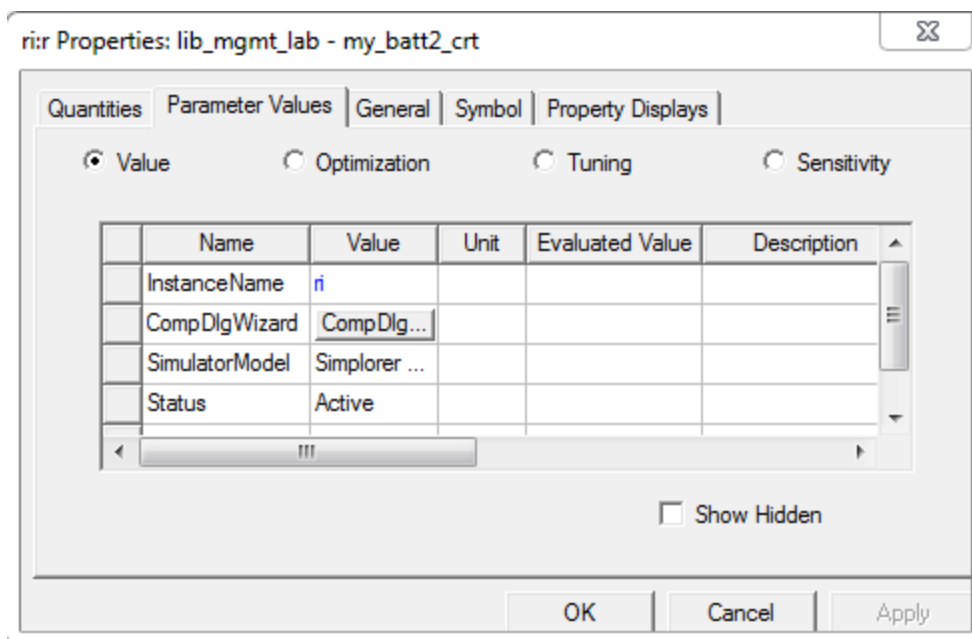 ri:r Properties: lib_mgmt_lab - my_batt2_crt
Quantities Parameter Values General Symbol Property Displays
Value Optimization Tuning Sensitivity
Name Value Unit Evaluated Value Description
InstanceName ri
CompDlgWizard CompDlg...
SimulatorModel Simplorer ...
Status Active
Show Hidden
OK Cancel Apply